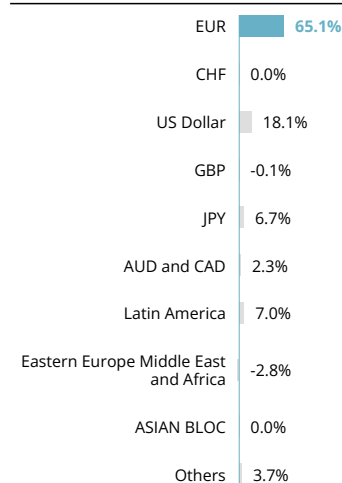 EUR 65.1%
CHF 0.0%
US Dollar 18.1%
GBP -0.1%
JPY 6.7%
AUD and CAD 2.3%
Latin America 7.0%
Eastern Europe Middle East
and Africa -2.8%
ASIAN BLOC 0.0%
Others 3.7%